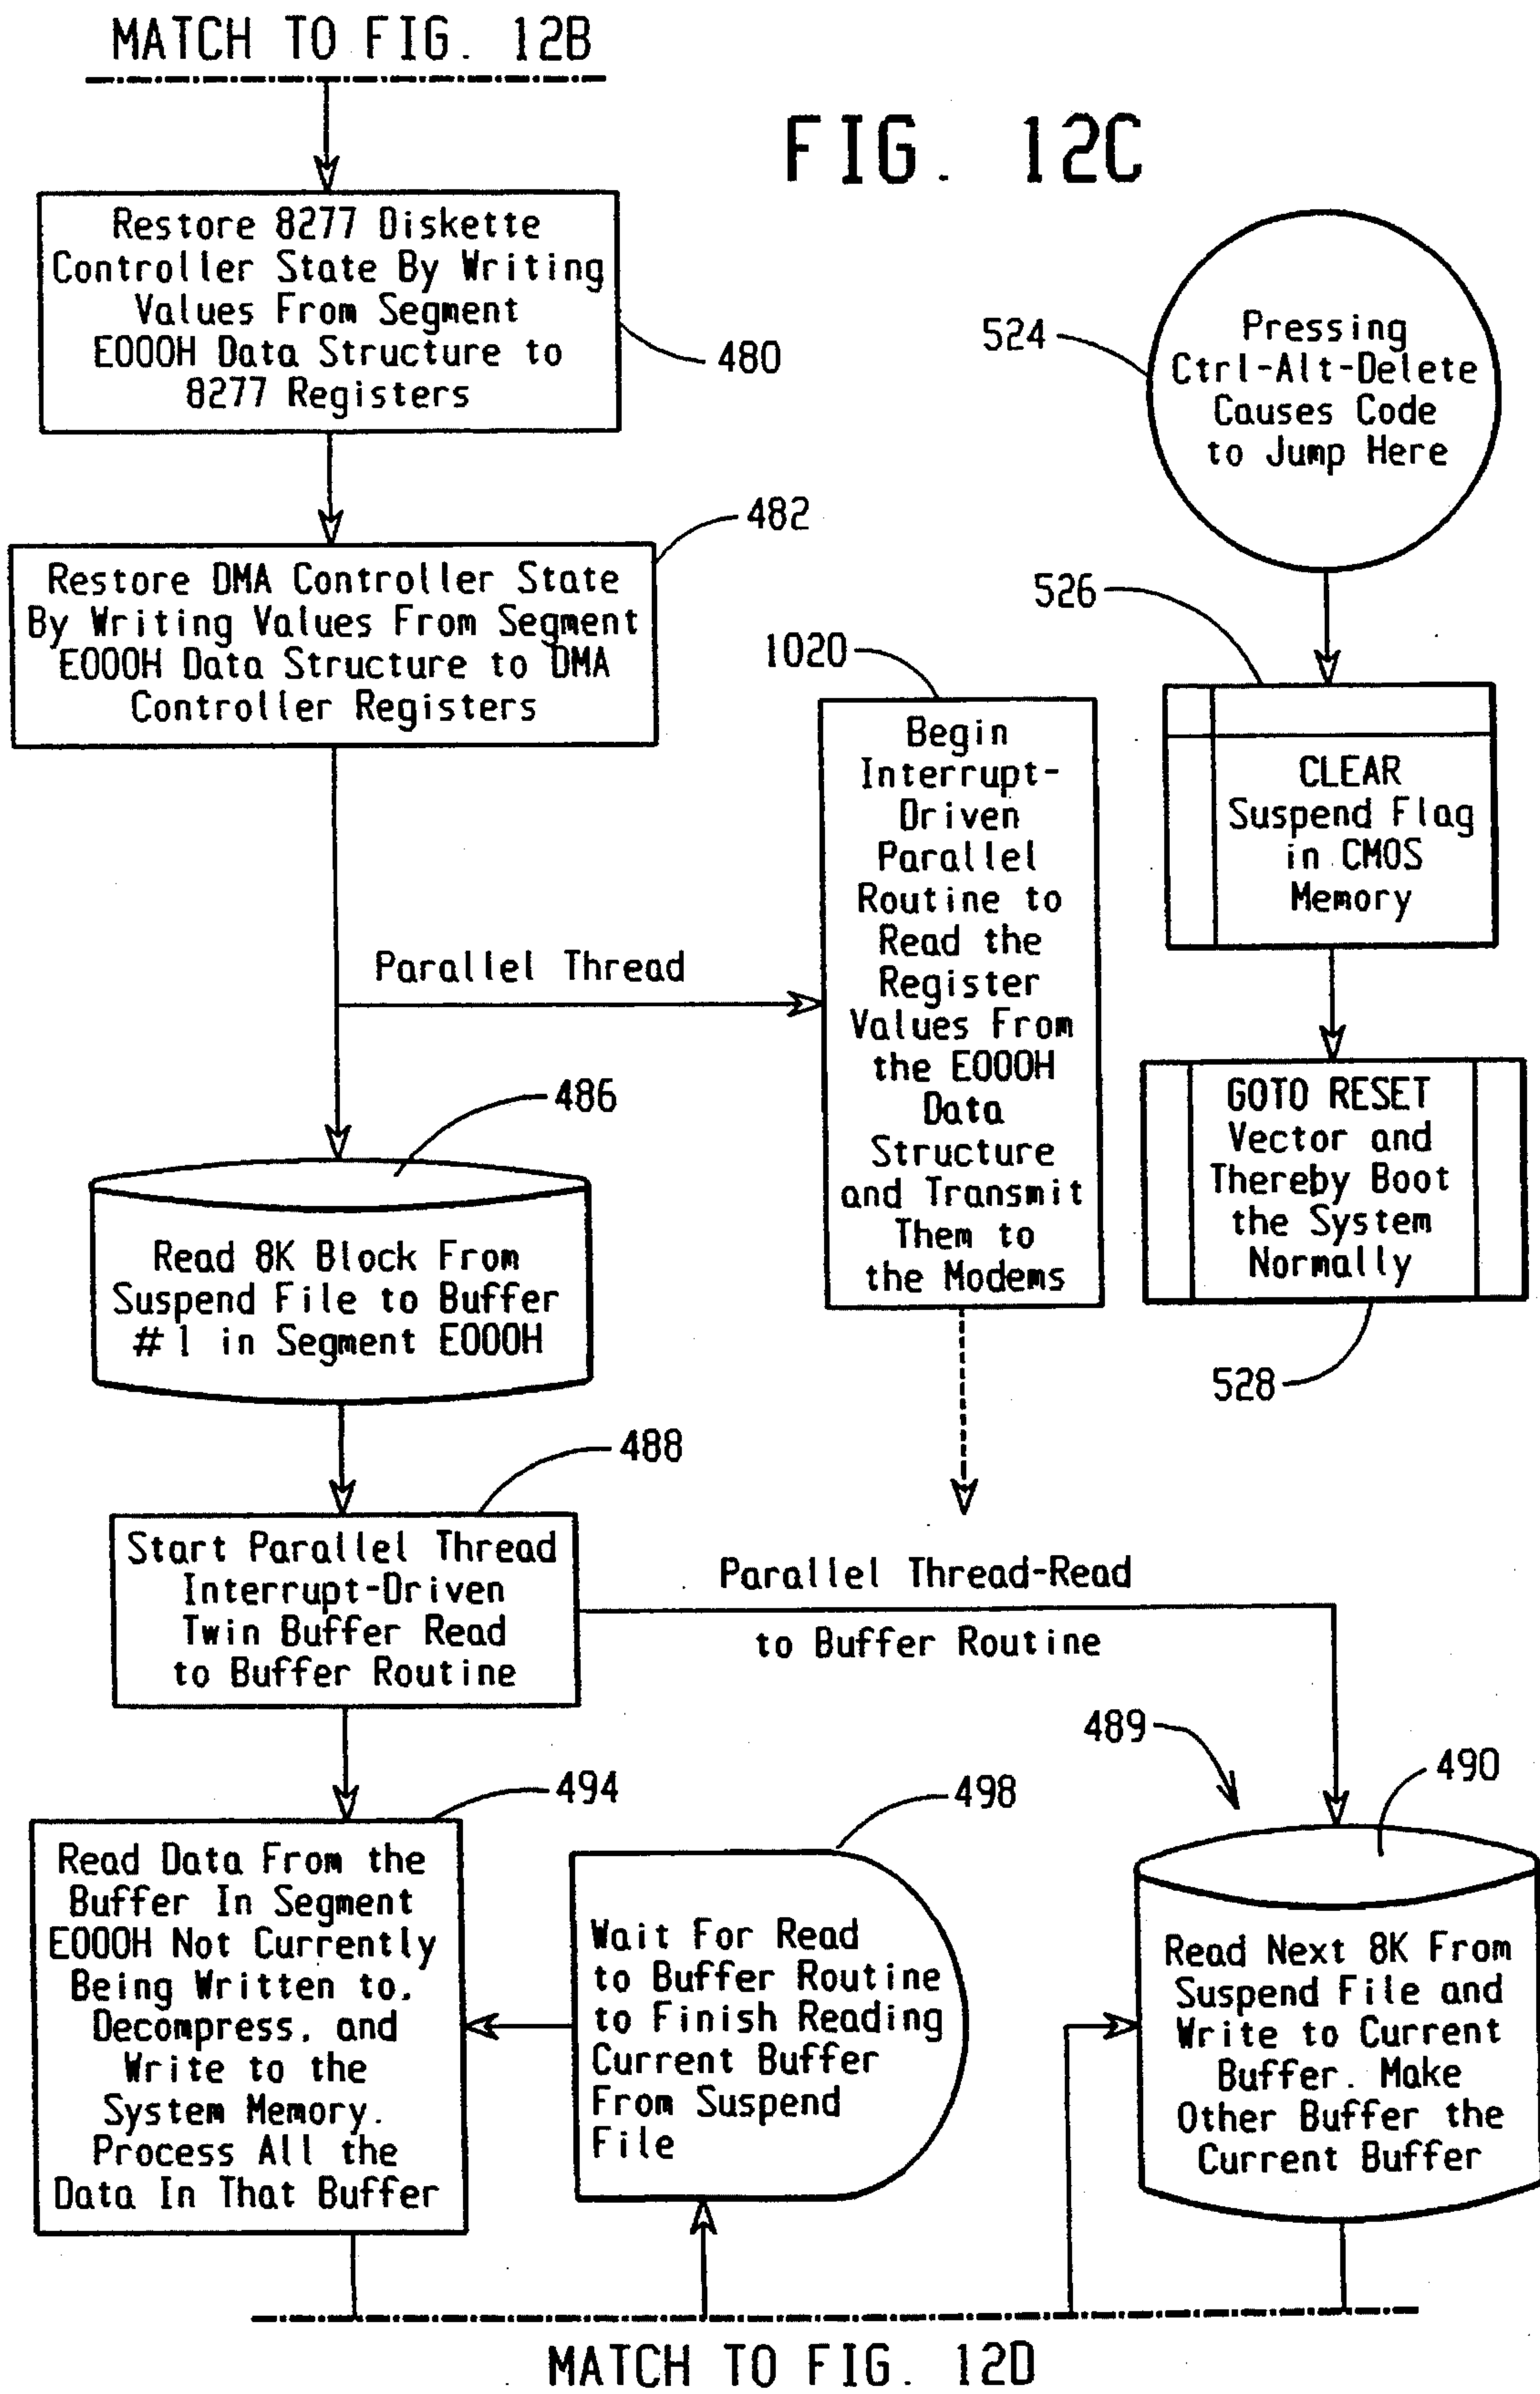 MATCH TO FIG. 12B
FIG. 12C
Restore 8277 Diskette
Controller State By Writing
Values From Segment
E000H Data Structure to
8277 Registers
480
524
Pressing
Ctrl-Alt-Delete
Causes Code
to Jump Here
482
Restore DMA Controller State
By Writing Values From Segment
E000H Data Structure to DMA
Controller Registers
526
CLEAR
Suspend Flag
in CMOS
Memory
1020
Begin
Interrupt-
Driven
Parallel
Routine to
Read the
Register
Values From
the E000H
Data
Structure
and Transmit
Them to
the Modems
Parallel Thread
GOTO RESET
Vector and
Thereby Boot
the System
Normally
528
486
Read 8K Block From
Suspend File to Buffer
#1 in Segment E000H
488
Start Parallel Thread
Interrupt-Driven
Twin Buffer Read
to Buffer Routine
Parallel Thread-Read
to Buffer Routine
489
490
494
Read Data From the
Buffer In Segment
E000H Not Currently
Being Written to,
Decompress, and
Write to the
System Memory.
Process All the
Data In That Buffer
498
Wait For Read
to Buffer Routine
to Finish Reading
Current Buffer
From Suspend
File
Read Next 8K From
Suspend File and
Write to Current
Buffer. Make
Other Buffer the
Current Buffer
MATCH TO FIG. 12D